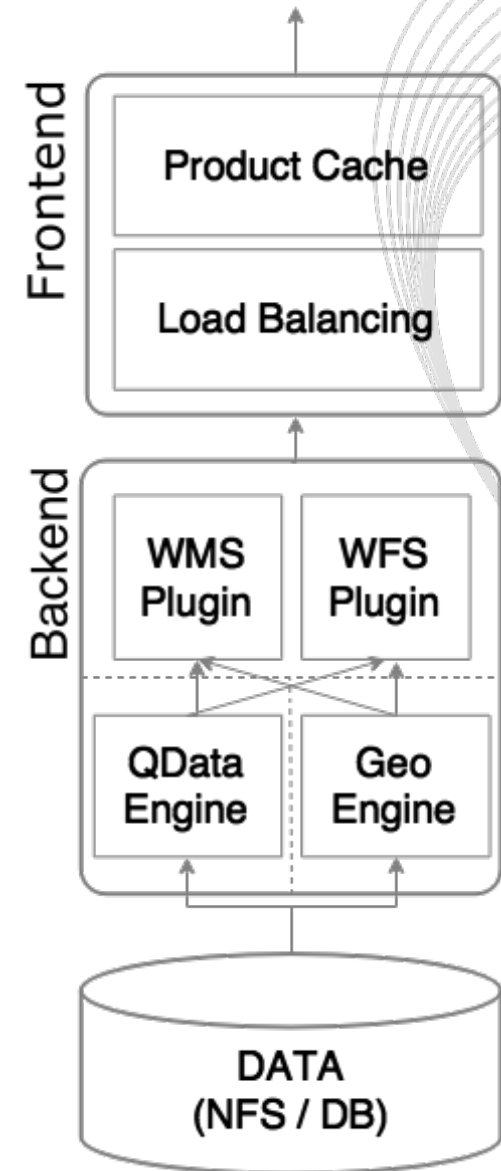 Frontend
Product Cache
Load Balancing
Backend
WMS
Plugin
WFS
Plugin
QData
Engine
Geo
Engine
DATA
(NFS / DB)